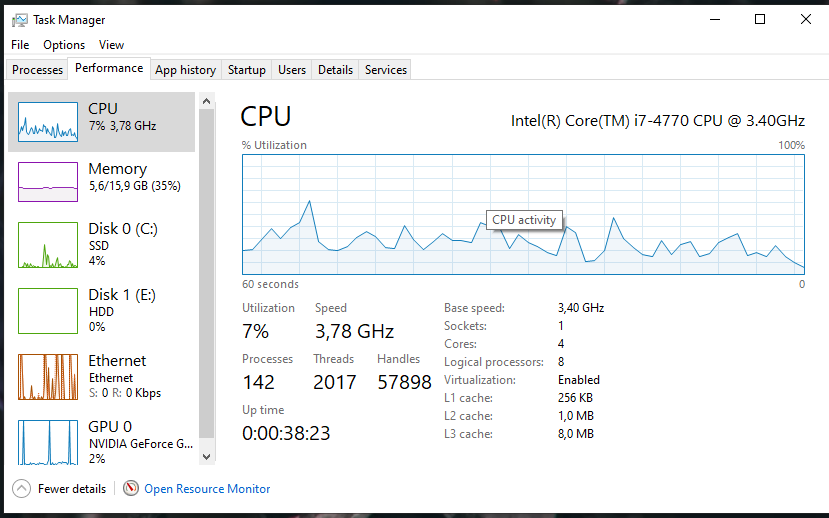 Task Manager
File Options View
Processes Performance App history Startup Users Details Services
CPU
7% 3,78 GHz
Memory
5,6/15,9 GB (35%)
Disk 0 (C:)
SSD
4%
Disk 1 (E:)
HDD
0%
Ethernet
Ethernet
S: 0 R: 0 Kbps
GPU 0
NVIDIA GeForce G...
2%
CPU
Intel(R) Core(TM) i7-4770 CPU @ 3.40GHz
% Utilization 100%
CPU activity
60 seconds 0
Utilization Speed
7% 3,78 GHz
Processes Threads Handles
142 2017 57898
Up time
0:00:38:23
Base speed: 3,40 GHz
Sockets: 1
Cores: 4
Logical processors: 8
Virtualization: Enabled
L1 cache: 256 KB
L2 cache: 1,0 MB
L3 cache: 8,0 MB
Fewer details Open Resource Monitor